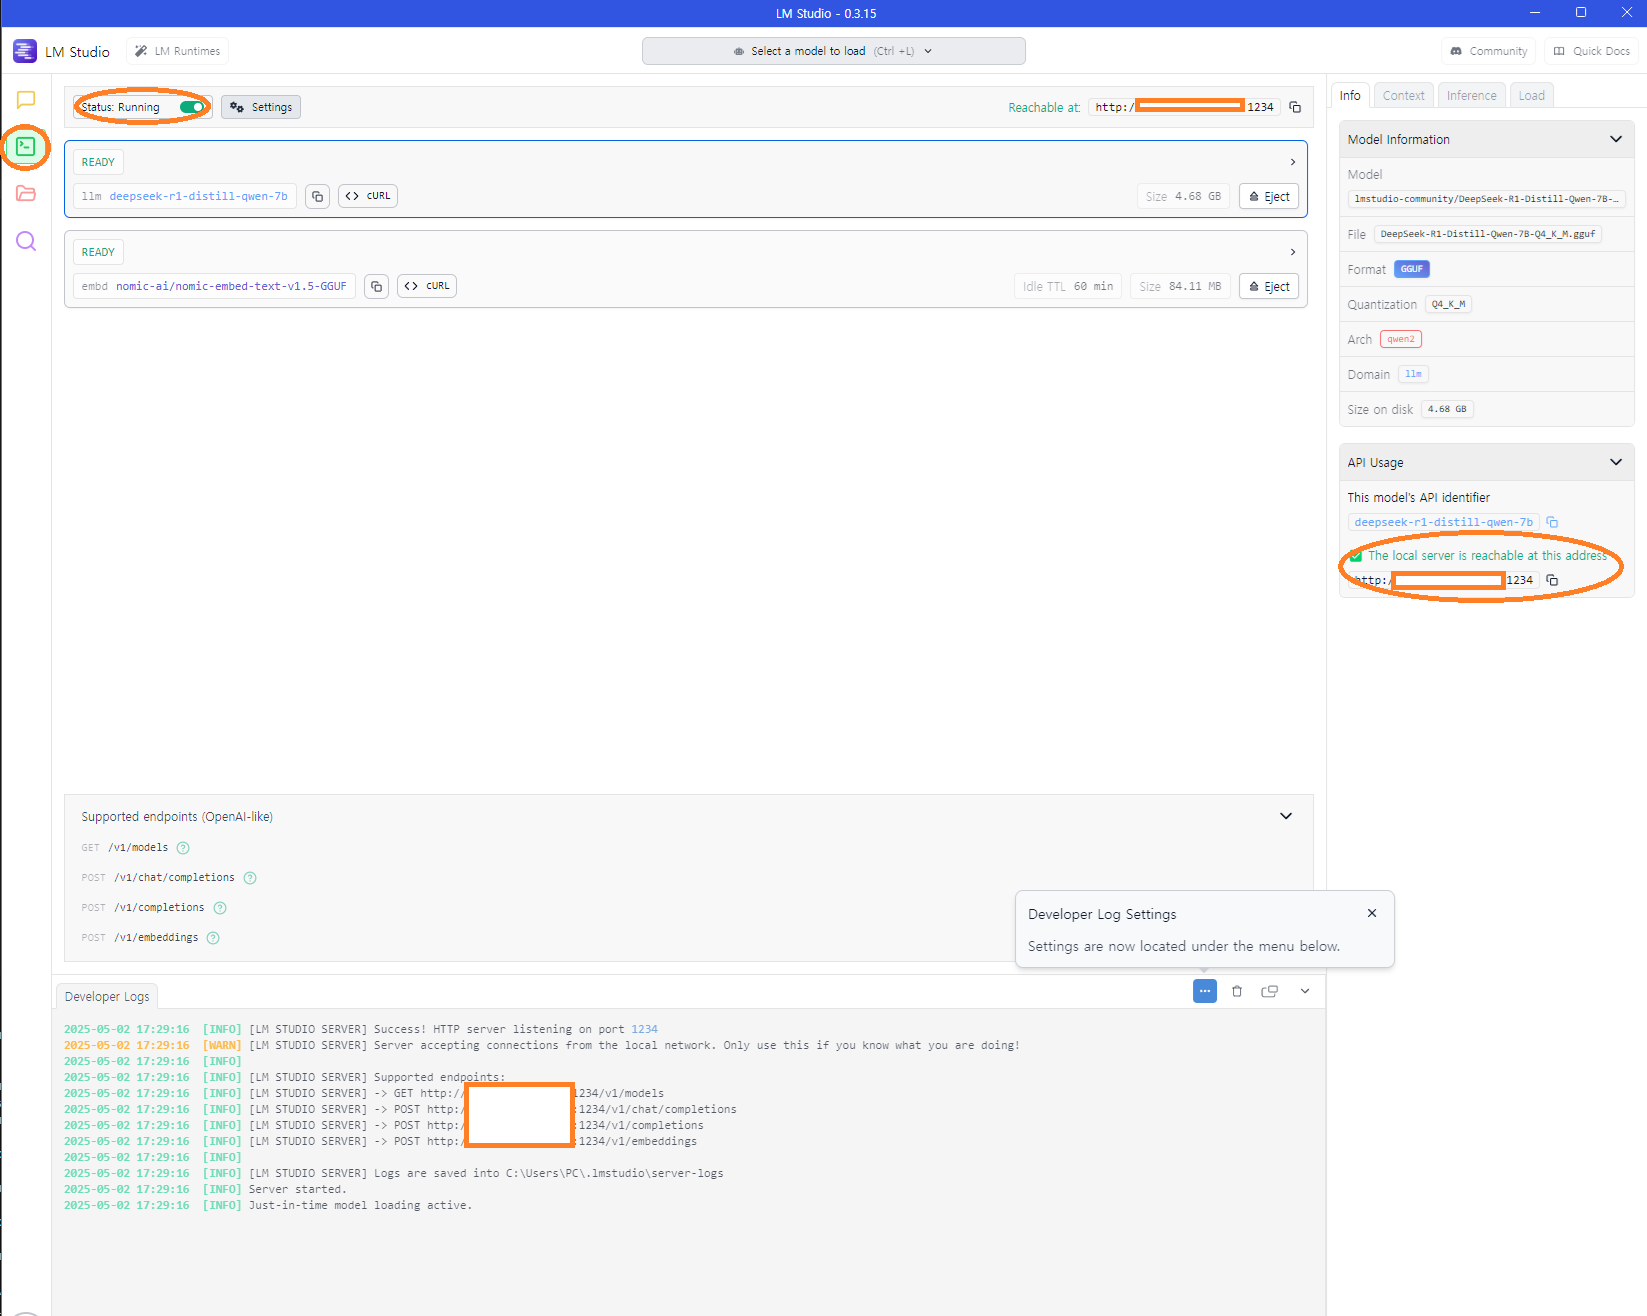 LM Studio - 0.3.15
LM Studio
LM Runtimes
Select a model to load (Ctrl +L)
Community
Quick Docs
Status: Running
Settings
Reachable at: http:/ 1234
READY
llm deepseek-r1-distill-qwen-7b
cURL
Size 4.68 GB
Eject
READY
embd nomic-ai/nomic-embed-text-v1.5-GGUF
cURL
Idle TTL 60 min
Size 84.11 MB
Eject
Supported endpoints (OpenAI-like)
GET /v1/models
POST /v1/chat/completions
POST /v1/completions
POST /v1/embeddings
Developer Log Settings
Settings are now located under the menu below.
Developer Logs
2025-05-02 17:29:16 [INFO] [LM STUDIO SERVER] Success! HTTP server listening on port 1234
2025-05-02 17:29:16 [WARN] [LM STUDIO SERVER] Server accepting connections from the local network. Only use this if you know what you are doing!
2025-05-02 17:29:16 [INFO]
2025-05-02 17:29:16 [INFO] [LM STUDIO SERVER] Supported endpoints:
2025-05-02 17:29:16 [INFO] [LM STUDIO SERVER] -> GET http:// 1234/v1/models
2025-05-02 17:29:16 [INFO] [LM STUDIO SERVER] -> POST http:/ :1234/v1/chat/completions
2025-05-02 17:29:16 [INFO] [LM STUDIO SERVER] -> POST http:/ :1234/v1/completions
2025-05-02 17:29:16 [INFO] [LM STUDIO SERVER] -> POST http:/ :1234/v1/embeddings
2025-05-02 17:29:16 [INFO]
2025-05-02 17:29:16 [INFO] [LM STUDIO SERVER] Logs are saved into C:\Users\PC\.lmstudio\server-logs
2025-05-02 17:29:16 [INFO] Server started.
2025-05-02 17:29:16 [INFO] Just-in-time model loading active.
Info
Context
Inference
Load
Model Information
Model
lmstudio-community/DeepSeek-R1-Distill-Qwen-7B-…
File DeepSeek-R1-Distill-Qwen-7B-Q4_K_M.gguf
Format GGUF
Quantization Q4_K_M
Arch qwen2
Domain llm
Size on disk 4.68 GB
API Usage
This model's API identifier
deepseek-r1-distill-qwen-7b
The local server is reachable at this address
http:/ 1234